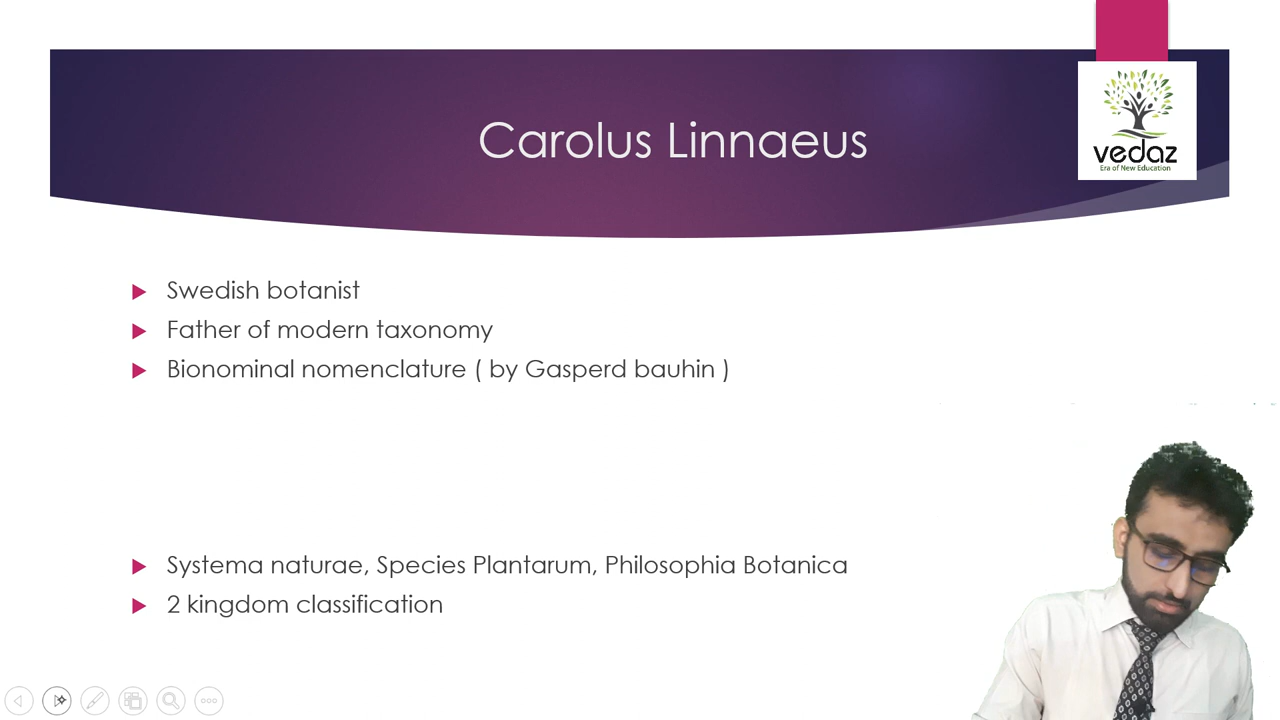 Carolus Linnaeus
vedaz
Era of New Education
Swedish botanist
Father of modern taxonomy
Bionominal nomenclature ( by Gasperd bauhin )
Systema naturae, Species Plantarum, Philosophia Botanica
2 kingdom classification